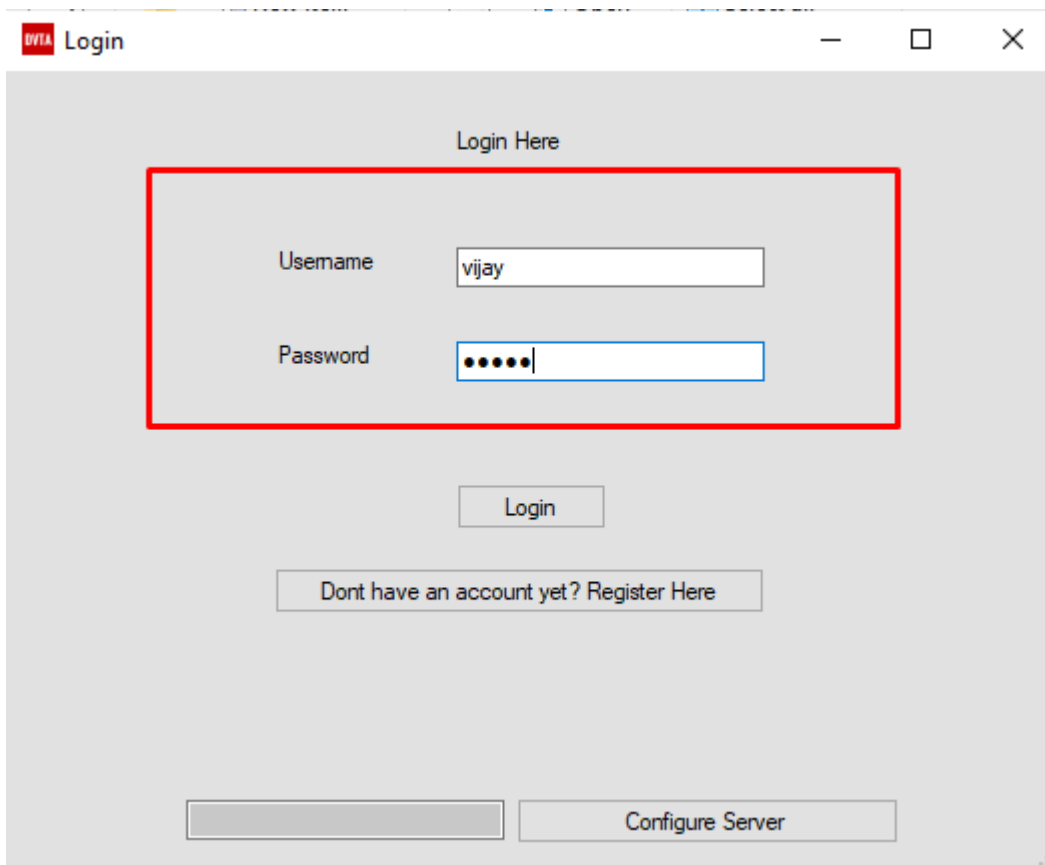 DVTA Login
Login Here
Username vijay
Password •••••
Login
Dont have an account yet? Register Here
Configure Server